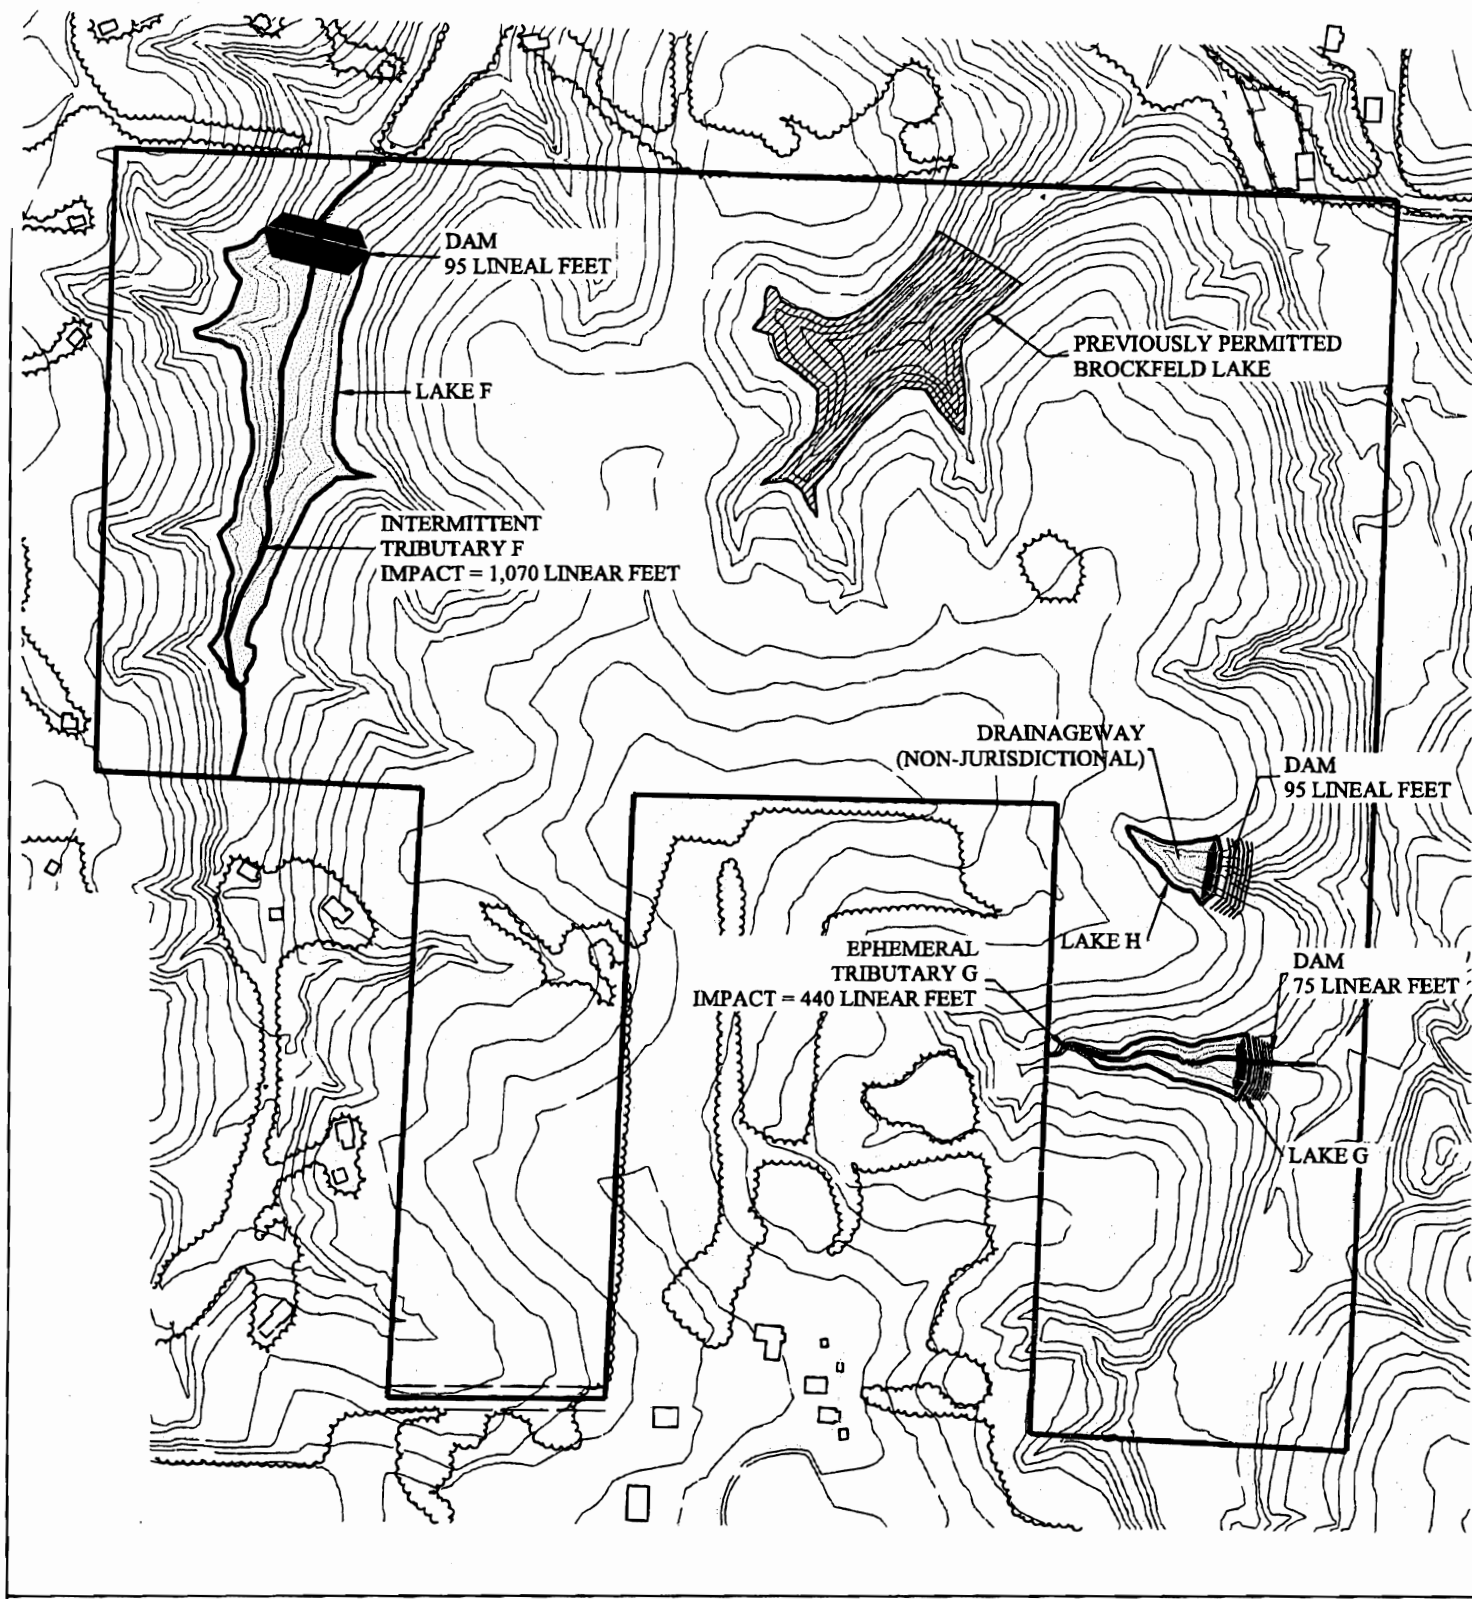 DAM
95 LINEAL FEET
PREVIOUSLY PERMITTED
BROCKFELD LAKE
LAKE F
INTERMITTENT
TRIBUTARY F
IMPACT = 1,070 LINEAR FEET
DRAINAGEWAY
(NON-JURISDICTIONAL)
DAM
95 LINEAL FEET
LAKE H
EPHEMERAL
TRIBUTARY G
IMPACT = 440 LINEAR FEET
DAM
75 LINEAR FEET
LAKE G